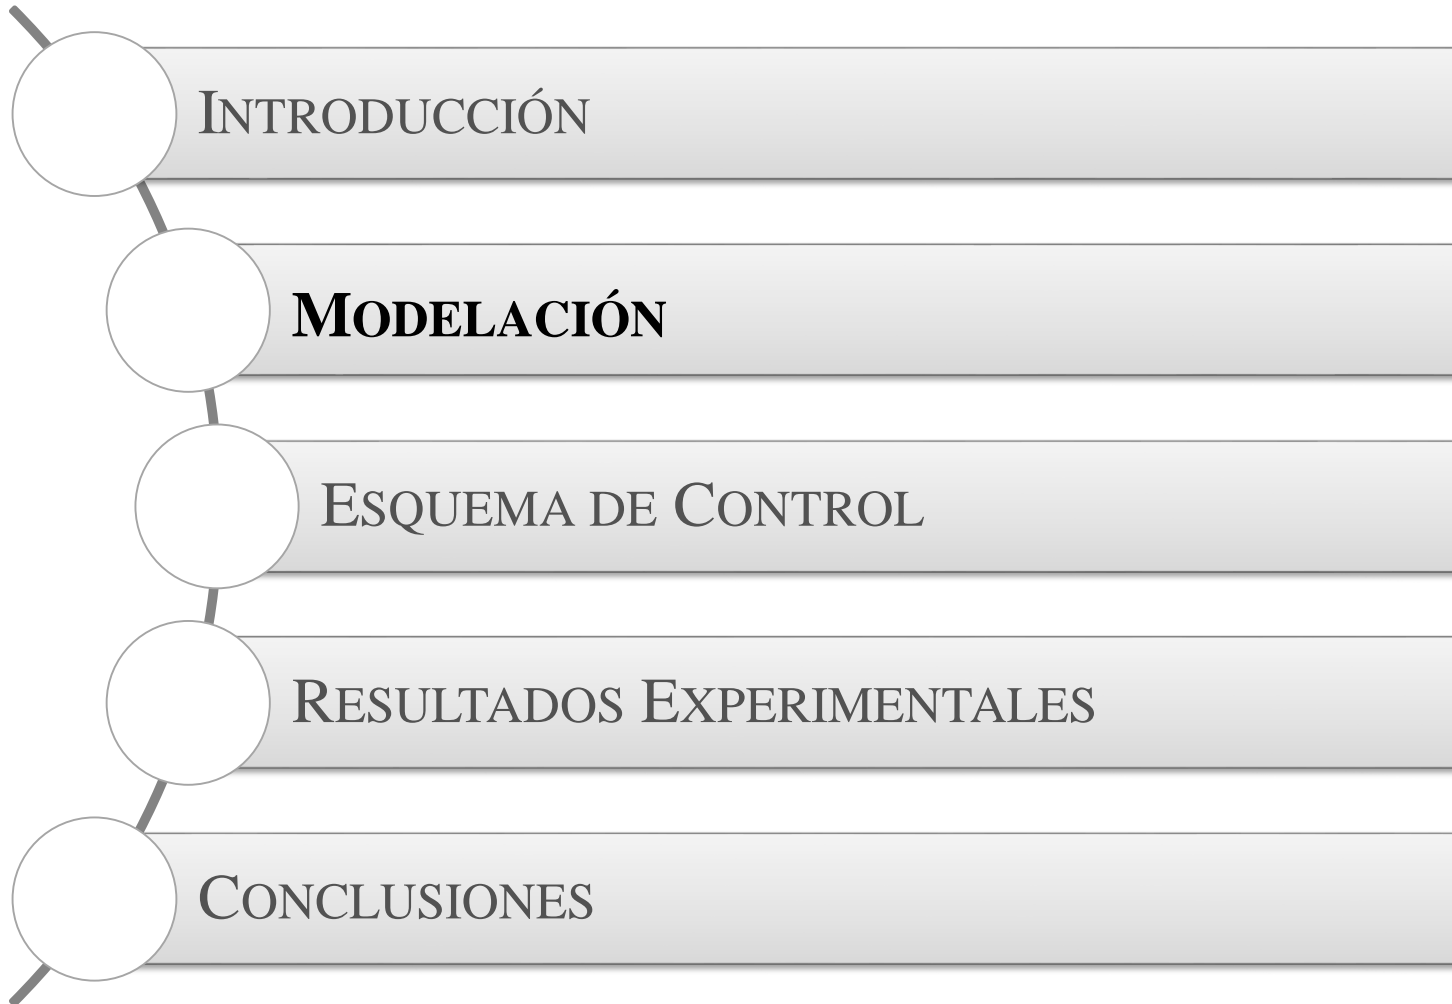 INTRODUCCIÓN
MODELACIÓN
ESQUEMA DE CONTROL
RESULTADOS EXPERIMENTALES
CONCLUSIONES